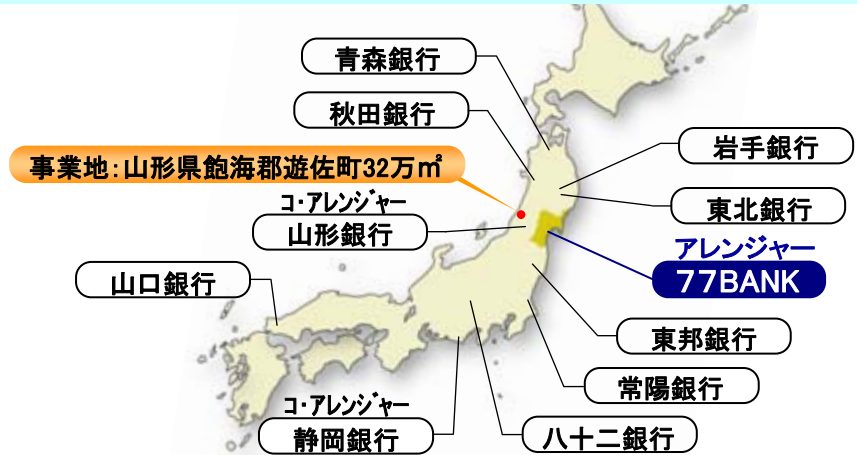 青森銀行
秋田銀行
岩手銀行
事業地:山形県飽海郡遊佐町32万㎡
コ・アレンジャー
山形銀行
東北銀行
アレンジャー
77BANK
山口銀行
東邦銀行
常陽銀行
コ・アレンジャー
静岡銀行
八十二銀行